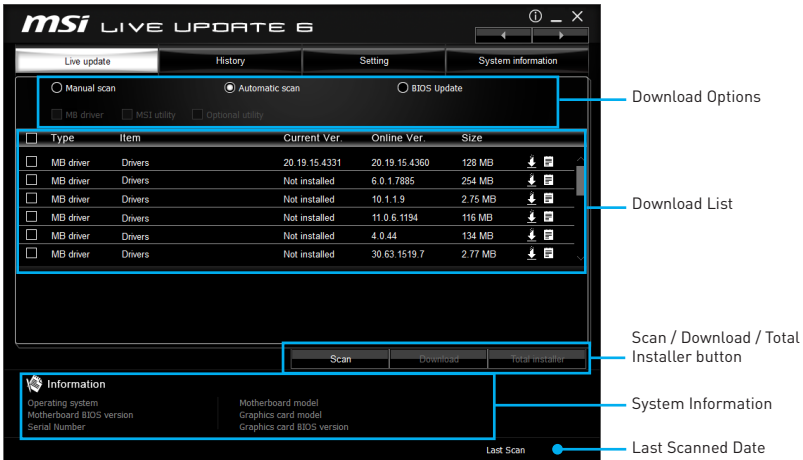 msi LIVE UPDATE 6
Live update History Setting System information
Manual scan Automatic scan BIOS Update
MB driver MSI utility Optional utility
Download Options
Type Item Current Ver. Online Ver. Size
MB driver Drivers 20.19.15.4331 20.19.15.4360 128 MB
MB driver Drivers Not installed 6.0.1.7885 254 MB
MB driver Drivers Not installed 10.1.1.9 2.75 MB
MB driver Drivers Not installed 11.0.6.1194 116 MB
MB driver Drivers Not installed 4.0.44 134 MB
MB driver Drivers Not installed 30.63.1519.7 2.77 MB
Download List
Scan Download Total Installer
Scan / Download / Total
Installer button
Information
Operating system Motherboard model
Motherboard BIOS version Graphics card model
Serial Number Graphics card BIOS version
System Information
Last Scan
Last Scanned Date